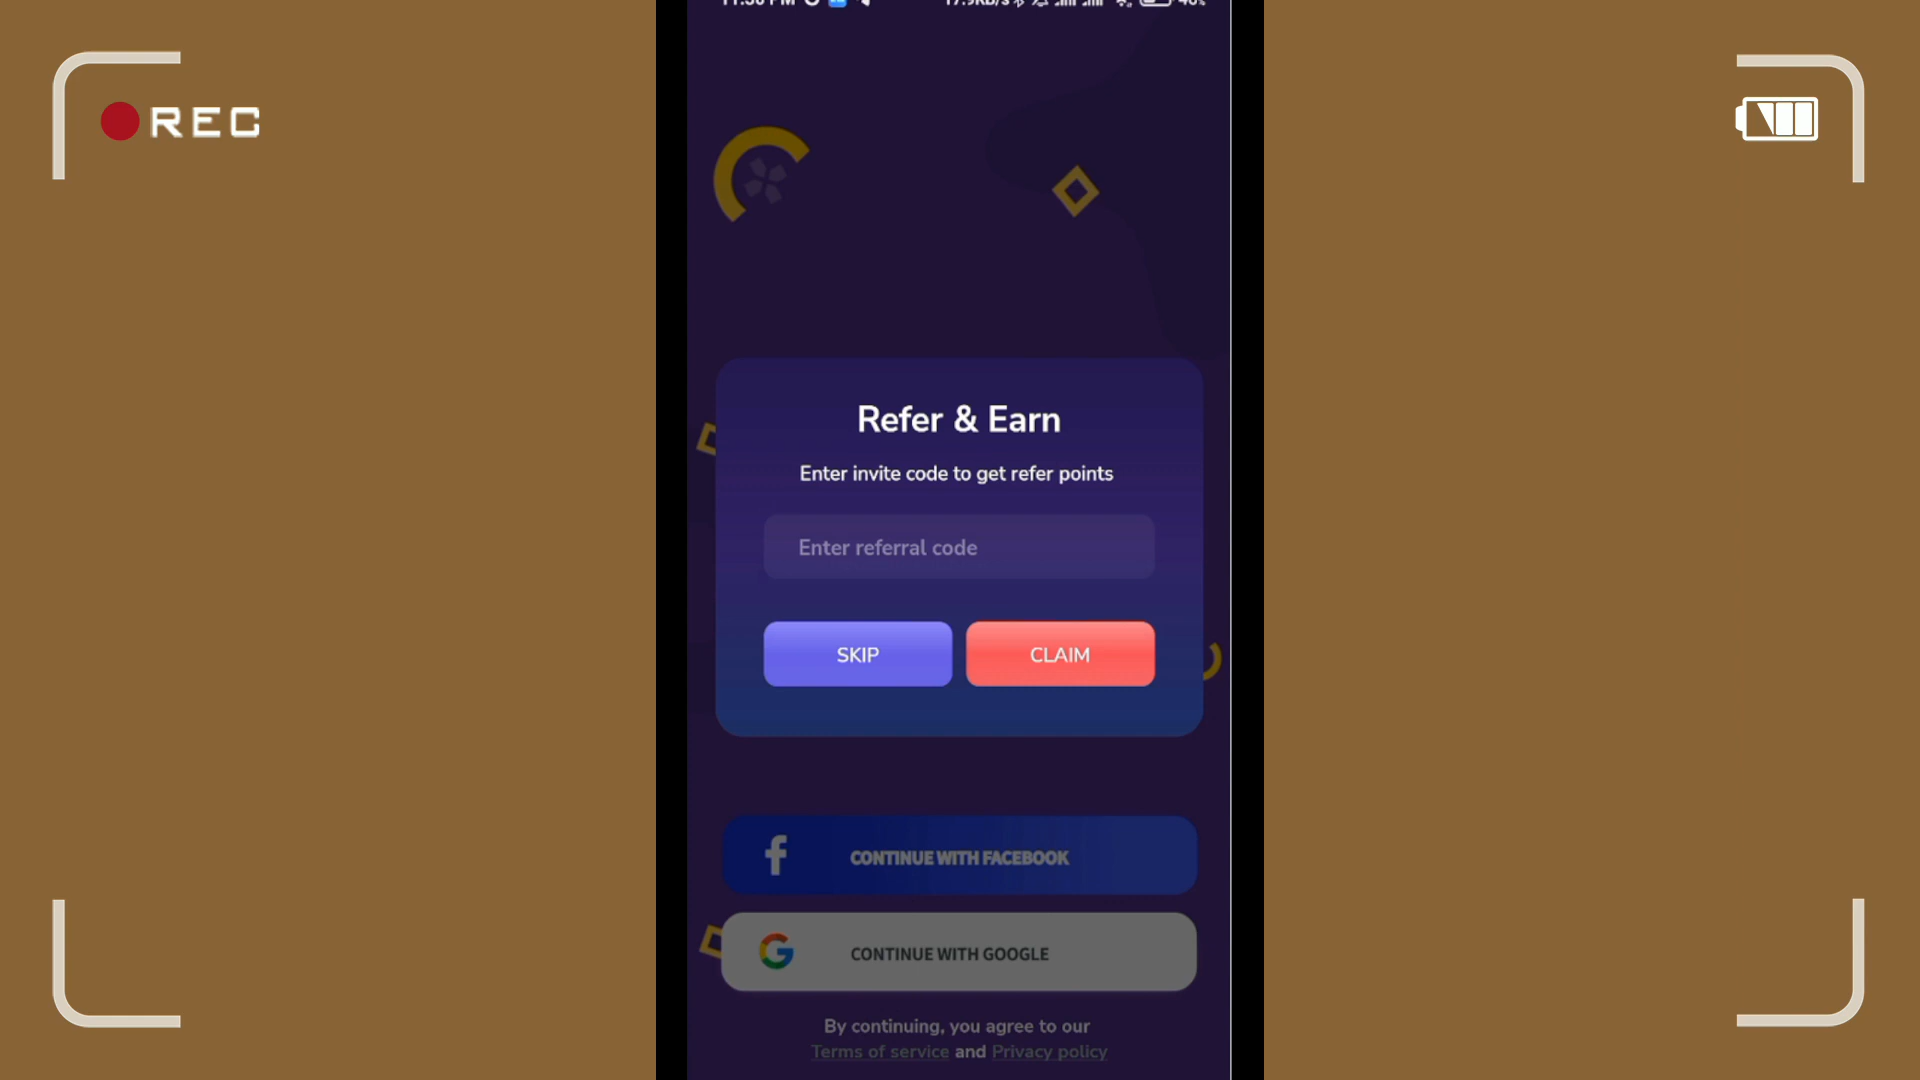 REC
Refer & Earn
Enter invite code to get refer points
Enter referral code
SKIP
CLAIM
CONTINUE WITH FACEBOOK
CONTINUE WITH GOOGLE
By continuing, you agree to our
Terms of service and Privacy policy